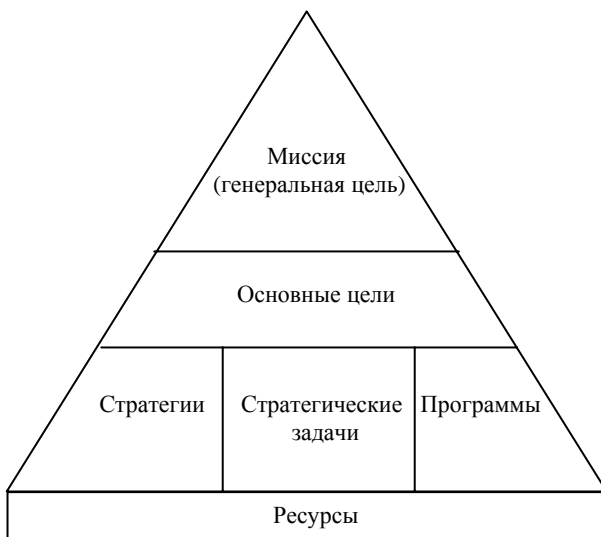 Миссия
(генеральная цель)
Основные цели
Стратегии
Стратегические
задачи
Программы
Ресурсы